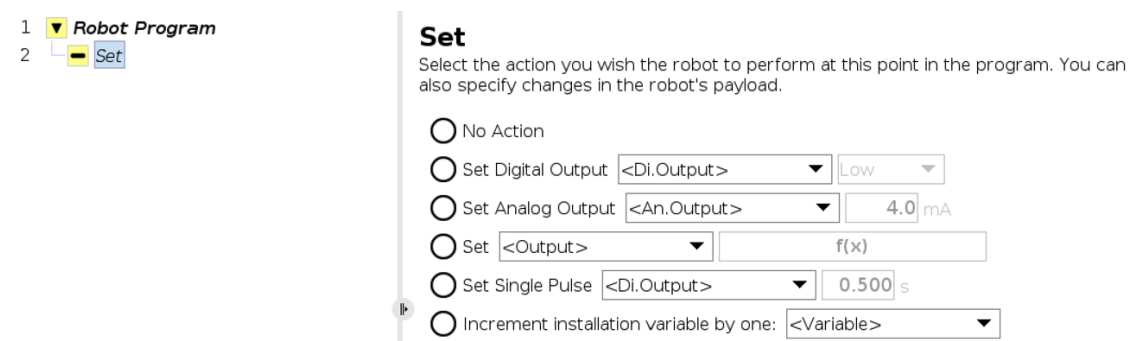 1 Robot Program
2 Set
Set
Select the action you wish the robot to perform at this point in the program. You can
also specify changes in the robot's payload.
No Action
Set Digital Output <Di.Output> Low
Set Analog Output <An.Output> 4.0 mA
Set <Output> f(x)
Set Single Pulse <Di.Output> 0.500 s
Increment installation variable by one: <Variable>